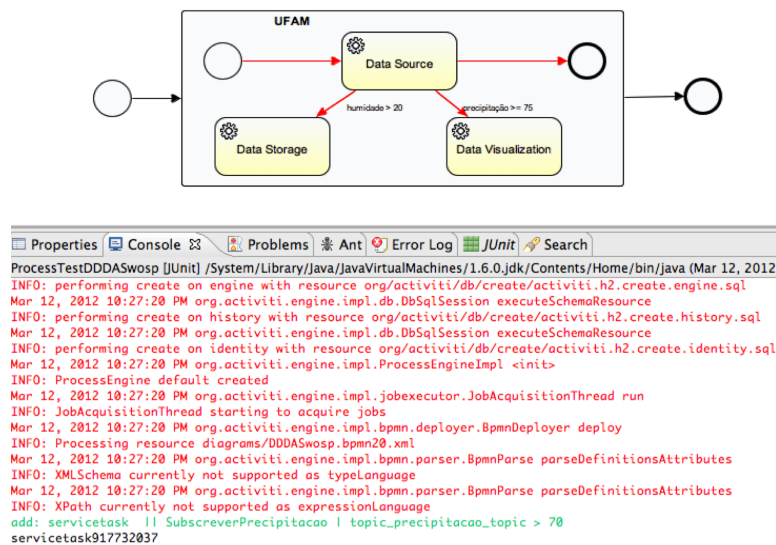 UFAM
Data Source
humidade > 20
precipitação >= 75
Data Storage
Data Visualization
Properties Console Problems Ant Error Log JUnit Search
ProcessTestDDDASwosp [JUnit] /System/Library/Java/JavaVirtualMachines/1.6.0.jdk/Contents/Home/bin/java (Mar 12, 2012
INFO: performing create on engine with resource org/activiti/db/create/activiti.h2.create.engine.sql
Mar 12, 2012 10:27:20 PM org.activiti.engine.impl.db.DbSqlSession executeSchemaResource
INFO: performing create on history with resource org/activiti/db/create/activiti.h2.create.history.sql
Mar 12, 2012 10:27:20 PM org.activiti.engine.impl.db.DbSqlSession executeSchemaResource
INFO: performing create on identity with resource org/activiti/db/create/activiti.h2.create.identity.sql
Mar 12, 2012 10:27:20 PM org.activiti.engine.impl.ProcessEngineImpl <init>
INFO: ProcessEngine default created
Mar 12, 2012 10:27:20 PM org.activiti.engine.impl.jobexecutor.JobAcquisitionThread run
INFO: JobAcquisitionThread starting to acquire jobs
Mar 12, 2012 10:27:20 PM org.activiti.engine.impl.bpmn.deployer.BpmnDeployer deploy
INFO: Processing resource diagrams/DDDASwosp.bpmn20.xml
Mar 12, 2012 10:27:20 PM org.activiti.engine.impl.bpmn.parser.BpmnParse parseDefinitionsAttributes
INFO: XMLSchema currently not supported as typeLanguage
Mar 12, 2012 10:27:20 PM org.activiti.engine.impl.bpmn.parser.BpmnParse parseDefinitionsAttributes
INFO: XPath currently not supported as expressionLanguage
add: servicetask || SubscreverPrecipitacao | topic_precipitacao_topic > 70
servicetask917732037